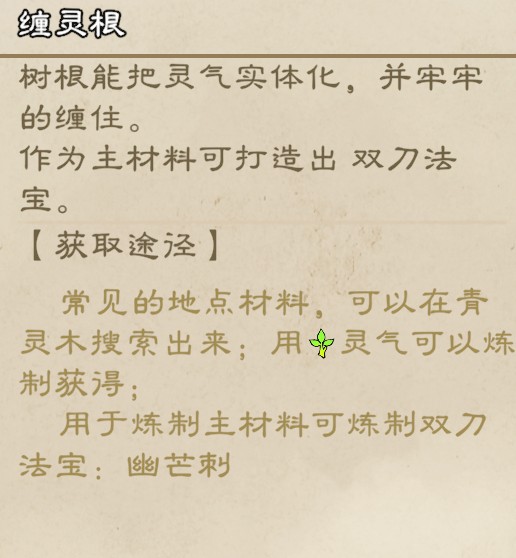 缠灵根
树根能把灵气实体化，并牢牢
的缠住。
作为主材料可打造出 双刀法
宝。
【获取途径】
常见的地点材料，可以在青
灵木搜索出来；用灵气可以炼
制获得；
用于炼制主材料可炼制双刀
法宝：幽芒刺